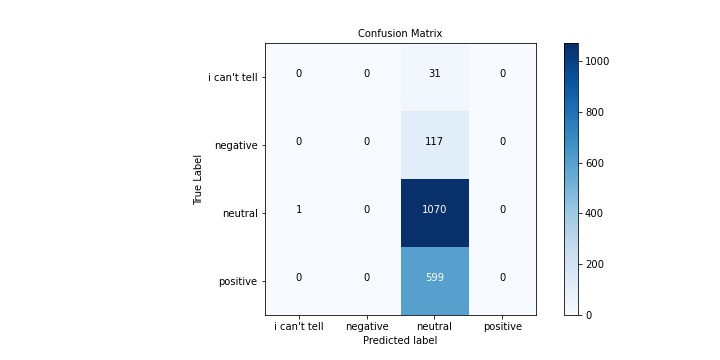 Confusion Matrix
True Label
i can't tell 0 0 31 0
negative 0 0 117 0
neutral 1 0 1070 0
positive 0 0 599 0
i can't tell negative neutral positive
Predicted label
1000
800
600
400
200
0